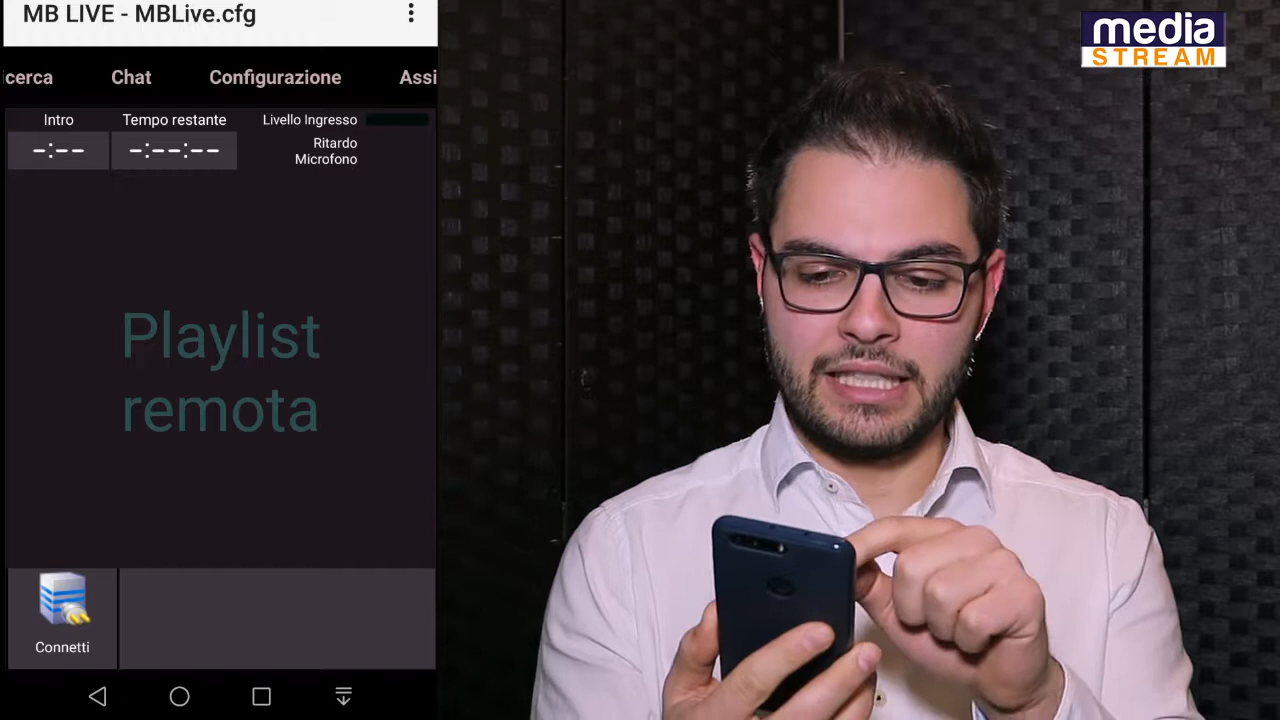 MB LIVE - MBLive.cfg
cerca Chat Configurazione Assi
Intro Tempo restante Livello Ingresso
-:-- -:--:-- Ritardo
Microfono
Playlist
remota
Connetti
media
STREAM